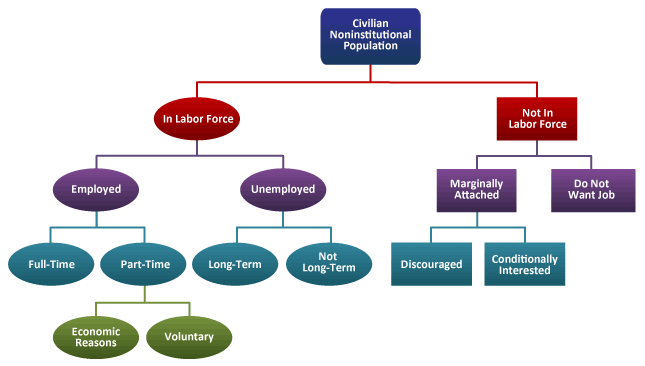 Civilian
Noninstitutional
Population
In Labor Force
Not In
Labor Force
Employed
Unemployed
Marginally
Attached
Do Not
Want Job
Full-Time
Part-Time
Long-Term
Not
Long-Term
Discouraged
Conditionally
Interested
Economic
Reasons
Voluntary